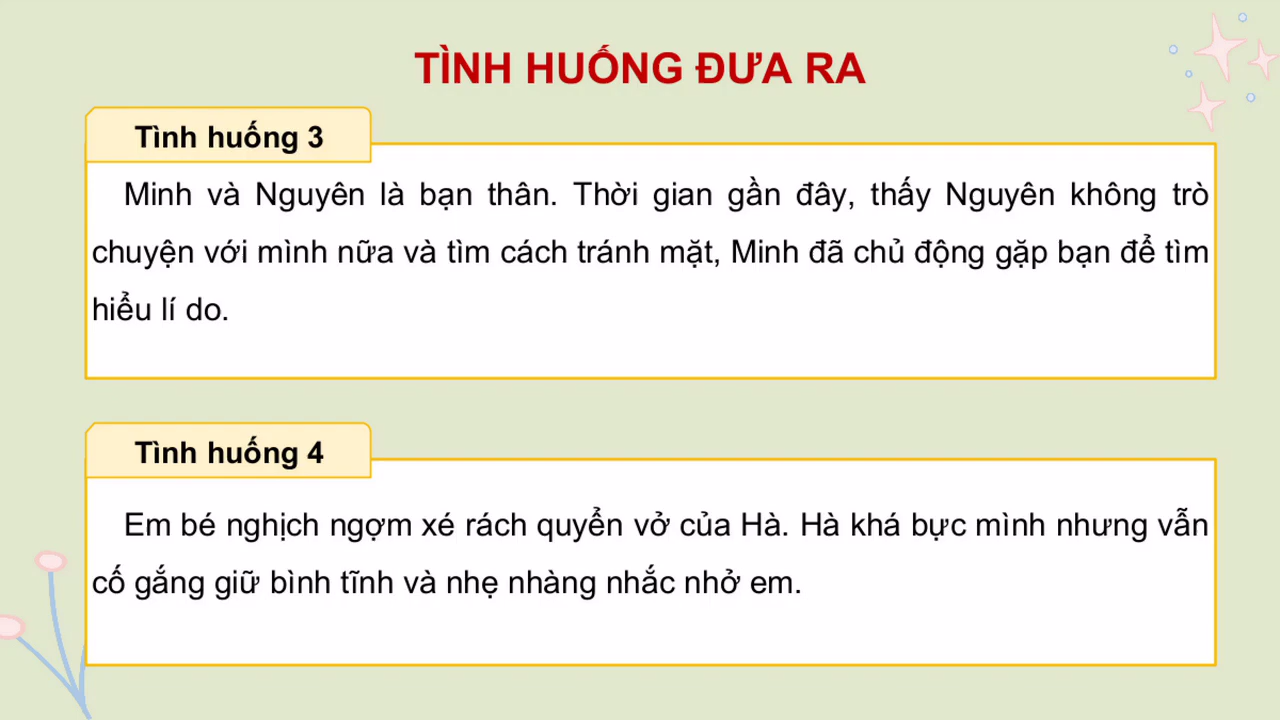 TÌNH HUỐNG ĐƯA RA
Tình huống 3
Minh và Nguyên là bạn thân. Thời gian gần đây, thấy Nguyên không trò
chuyện với mình nữa và tìm cách tránh mặt, Minh đã chủ động gặp bạn để tìm
hiểu lí do.
Tình huống 4
Em bé nghịch ngợm xé rách quyển vở của Hà. Hà khá bực mình nhưng vẫn
cố gắng giữ bình tĩnh và nhẹ nhàng nhắc nhở em.